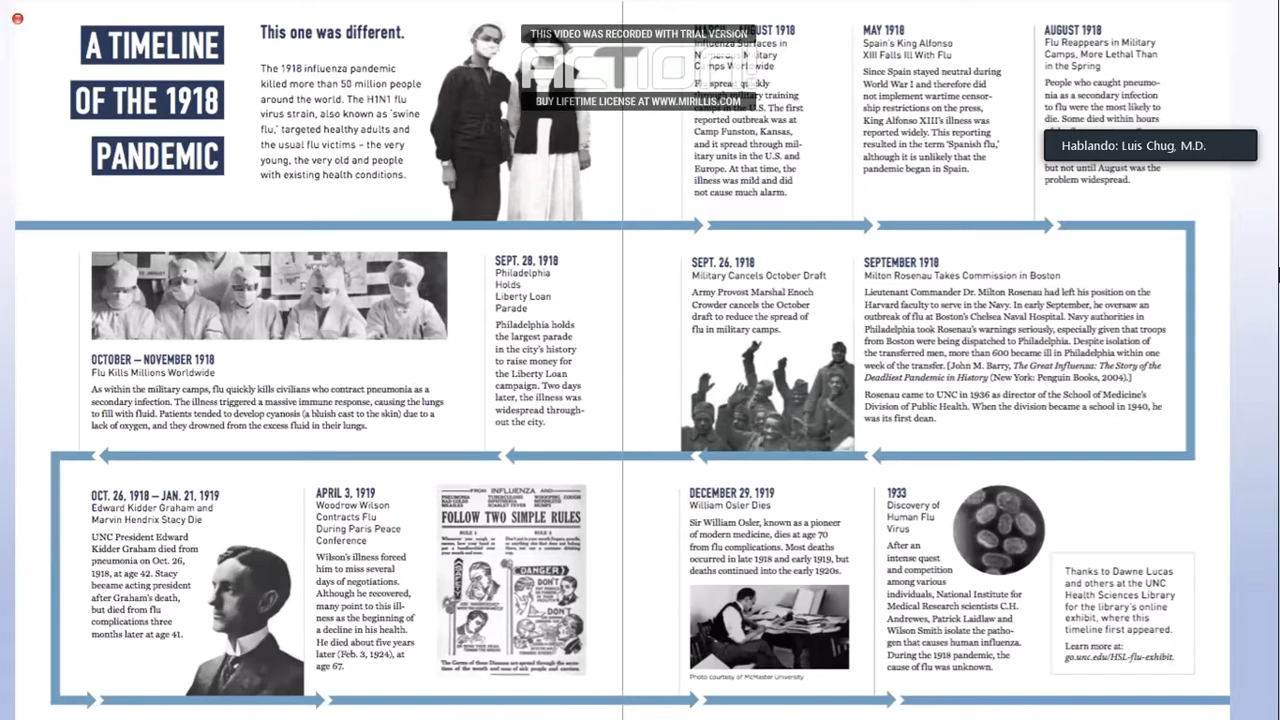 A TIMELINE
OF THE 1918
PANDEMIC
This one was different.
The 1918 influenza pandemic
killed more than 50 million people
around the world. The H1N1 flu
virus strain, also known as ‘swine
flu,’ targeted healthy adults and
the usual flu victims – the very
young, the very old and people
with existing health conditions.
THIS VIDEO WAS RECORDED WITH TRIAL VERSION
ACTION!
BUY LIFETIME LICENSE AT WWW.MIRILLIS.COM
MARCH – AUGUST 1918
Influenza Surfaces in
Military
Camps Worldwide
Flu spread quickly
through military training
camps in the U.S. The first
reported outbreak was at
Camp Funston, Kansas,
and it spread through mil-
itary units in the U.S. and
Europe. At that time, the
illness was mild and did
not cause much alarm.
MAY 1918
Spain’s King Alfonso
XIII Falls Ill With Flu
Since Spain stayed neutral during
World War I and therefore did
not implement wartime censor-
ship restrictions on the press,
King Alfonso XIII’s illness was
reported widely. This reporting
resulted in the term ‘Spanish flu,’
although it is unlikely that the
pandemic began in Spain.
AUGUST 1918
Flu Reappears in Military
Camps, More Lethal Than
in the Spring
People who caught pneumo-
nia as a secondary infection
to flu were the most likely to
die. Some died within hours
Hablando: Luis Chug, M.D.
but not until August was the
problem widespread.
OCTOBER – NOVEMBER 1918
Flu Kills Millions Worldwide
As within the military camps, flu quickly kills civilians who contract pneumonia as a
secondary infection. The illness triggered a massive immune response, causing the lungs
to fill with fluid. Patients tended to develop cyanosis (a bluish cast to the skin) due to a
lack of oxygen, and they drowned from the excess fluid in their lungs.
SEPT. 28, 1918
Philadelphia
Holds
Liberty Loan
Parade
Philadelphia holds
the largest parade
in the city’s history
to raise money for
the Liberty Loan
campaign. Two days
later, the illness was
widespread through-
out the city.
SEPT. 26, 1918
Military Cancels October Draft
Army Provost Marshal Enoch
Crowder cancels the October
draft to reduce the spread of
flu in military camps.
SEPTEMBER 1918
Milton Rosenau Takes Commission in Boston
Lieutenant Commander Dr. Milton Rosenau had left his position on the
Harvard faculty to serve in the Navy. In early September, he oversaw an
outbreak of flu at Boston’s Chelsea Naval Hospital. Navy authorities in
Philadelphia took Rosenau’s warnings seriously, especially given that troops
from Boston were being dispatched to Philadelphia. Despite isolation of
the transferred men, more than 600 became ill in Philadelphia within one
week of the transfer. [John M. Barry, The Great Influenza: The Story of the
Deadliest Pandemic in History (New York: Penguin Books, 2004).]
Rosenau came to UNC in 1936 as director of the School of Medicine’s
Division of Public Health. When the division became a school in 1940, he
was its first dean.
OCT. 26, 1918 – JAN. 21, 1919
Edward Kidder Graham and
Marvin Hendrix Stacy Die
UNC President Edward
Kidder Graham died from
pneumonia on Oct. 26,
1918, at age 42. Stacy
became acting president
after Graham’s death,
but died from flu
complications three
months later at age 41.
APRIL 3, 1919
Woodrow Wilson
Contracts Flu
During Paris Peace
Conference
Wilson’s illness forced
him to miss several
days of negotiations.
Although he recovered,
many point to this ill-
ness as the beginning of
a decline in his health.
He died about five years
later (Feb. 3, 1924), at
age 67.
FROM INFLUENZA AND
FOLLOW TWO SIMPLE RULES
RULE 1
RULE 2
DANGER
DON'T
DON'T
DECEMBER 29, 1919
William Osler Dies
Sir William Osler, known as a pioneer
of modern medicine, dies at age 70
from flu complications. Most deaths
occurred in late 1918 and early 1919, but
deaths continued into the early 1920s.
Photo courtesy of McMaster University
1933
Discovery of
Human Flu
Virus
After an
intense quest
and competition
among various
individuals, National Institute for
Medical Research scientists C.H.
Andrewes, Patrick Laidlaw and
Wilson Smith isolate the patho-
gen that causes human influenza.
During the 1918 pandemic, the
cause of flu was unknown.
Thanks to Dawne Lucas
and others at the UNC
Health Sciences Library
for the library’s online
exhibit, where this
timeline first appeared.
Learn more at:
go.unc.edu/HSL-flu-exhibit.